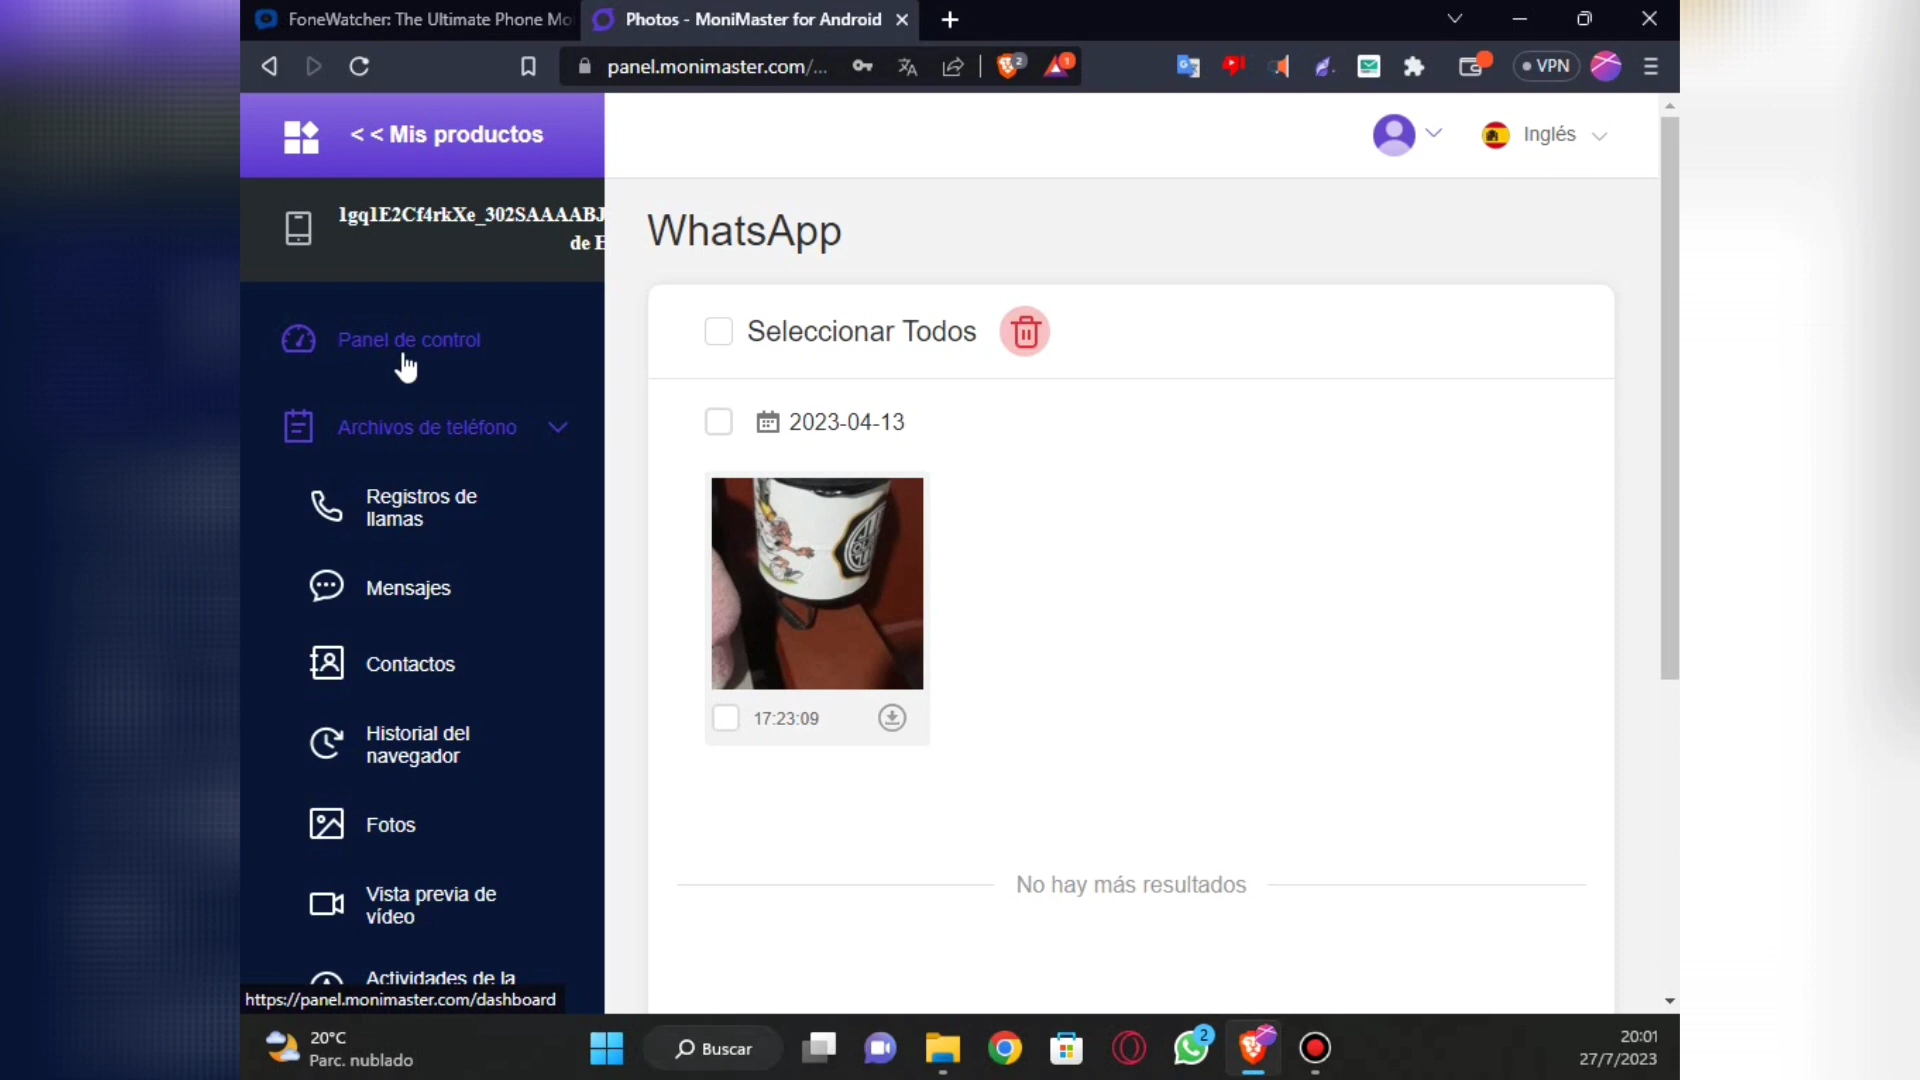 FoneWatcher: The Ultimate Phone Mo
Photos - MoniMaster for Android
panel.monimaster.com/...
2
1
VPN
< < Mis productos
Inglés
1gq1E2Cf4rkXe_302SAAAABJ
de E
WhatsApp
Panel de control
Seleccionar Todos
Archivos de teléfono
2023-04-13
Registros de
llamas
Mensajes
Contactos
17:23:09
Historial del
navegador
Fotos
Vista previa de
vídeo
No hay más resultados
Actividades de la
https://panel.monimaster.com/dashboard
20°C
Parc. nublado
Buscar
2
20:01
27/7/2023